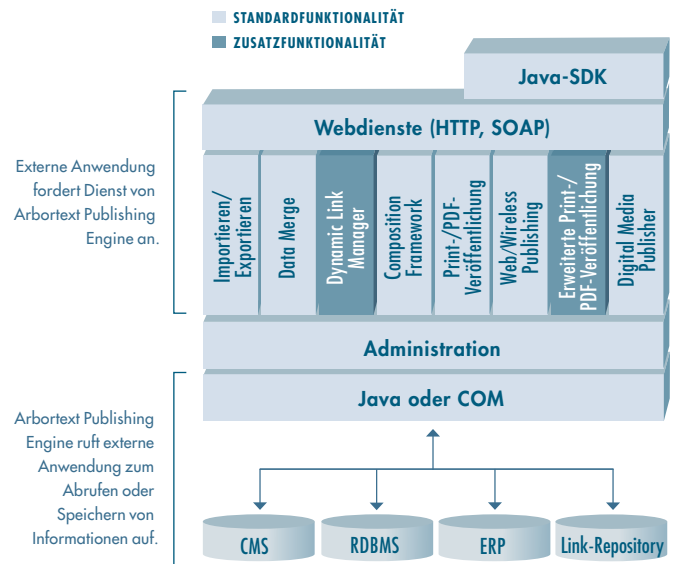 STANDARDFUNKTIONALITÄT
ZUSATZFUNKTIONALITÄT
Java-SDK
Webdienste (HTTP, SOAP)
Externe Anwendung
fordert Dienst von
Arbortext Publishing
Engine an.
Importieren/
Exportieren
Data Merge
Dynamic Link
Manager
Composition
Framework
Print-/PDF-
Veröffentlichung
Web/Wireless
Publishing
Erweiterte Print-/
PDF-Veröffentlichung
Digital Media
Publisher
Administration
Java oder COM
Arbortext Publishing
Engine ruft externe
Anwendung zum
Abrufen oder
Speichern von
Informationen auf.
CMS
RDBMS
ERP
Link-Repository